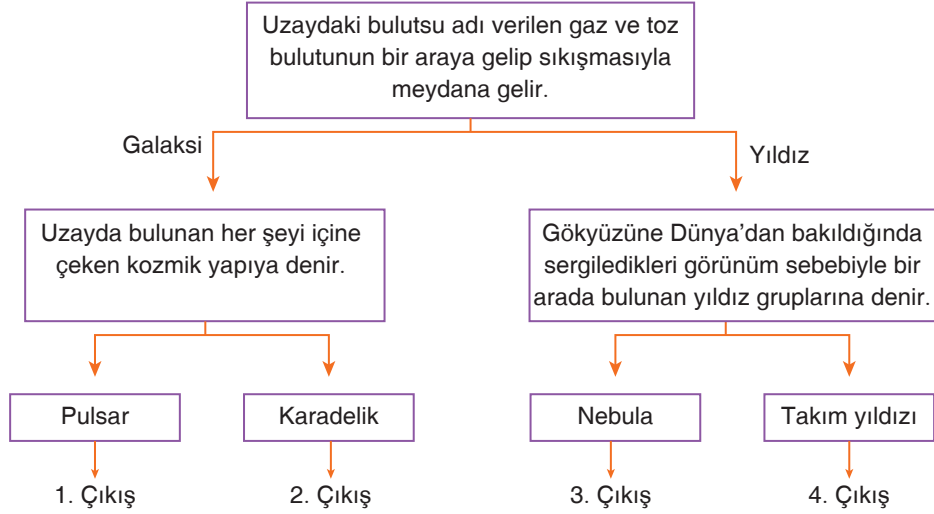 Uzaydaki bulutsu adı verilen gaz ve toz
bulutunun bir araya gelip sıkışmasıyla
meydana gelir.
Galaksi
Yıldız
Uzayda bulunan her şeyi içine
çeken kozmik yapıya denir.
Gökyüzüne Dünya’dan bakıldığında
sergiledikleri görünüm sebebiyle bir
arada bulunan yıldız gruplarına denir.
Pulsar
Karadelik
Nebula
Takım yıldızı
1. Çıkış
2. Çıkış
3. Çıkış
4. Çıkış